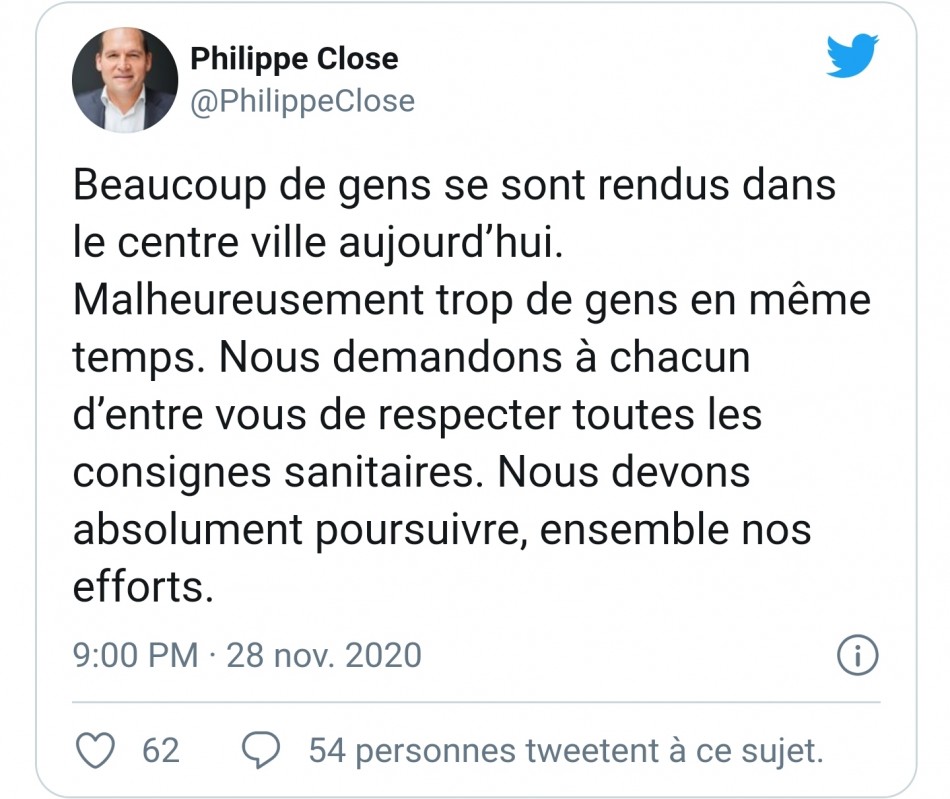 Philippe Close
@PhilippeClose
Beaucoup de gens se sont rendus dans
le centre ville aujourd’hui.
Malheureusement trop de gens en même
temps. Nous demandons à chacun
d’entre vous de respecter toutes les
consignes sanitaires. Nous devons
absolument poursuivre, ensemble nos
efforts.
9:00 PM · 28 nov. 2020
62 54 personnes tweetent à ce sujet.